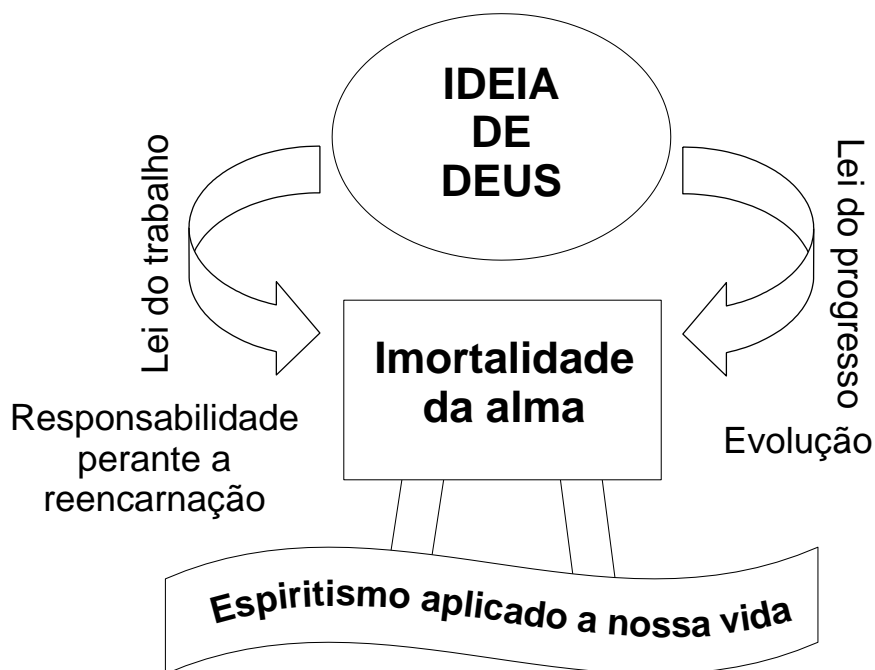 IDEIA
DE
DEUS
Lei do trabalho
Lei do progresso
Imortalidade
da alma
Responsabilidade
perante a
reencarnação
Evolução
Espiritismo aplicado a nossa vida